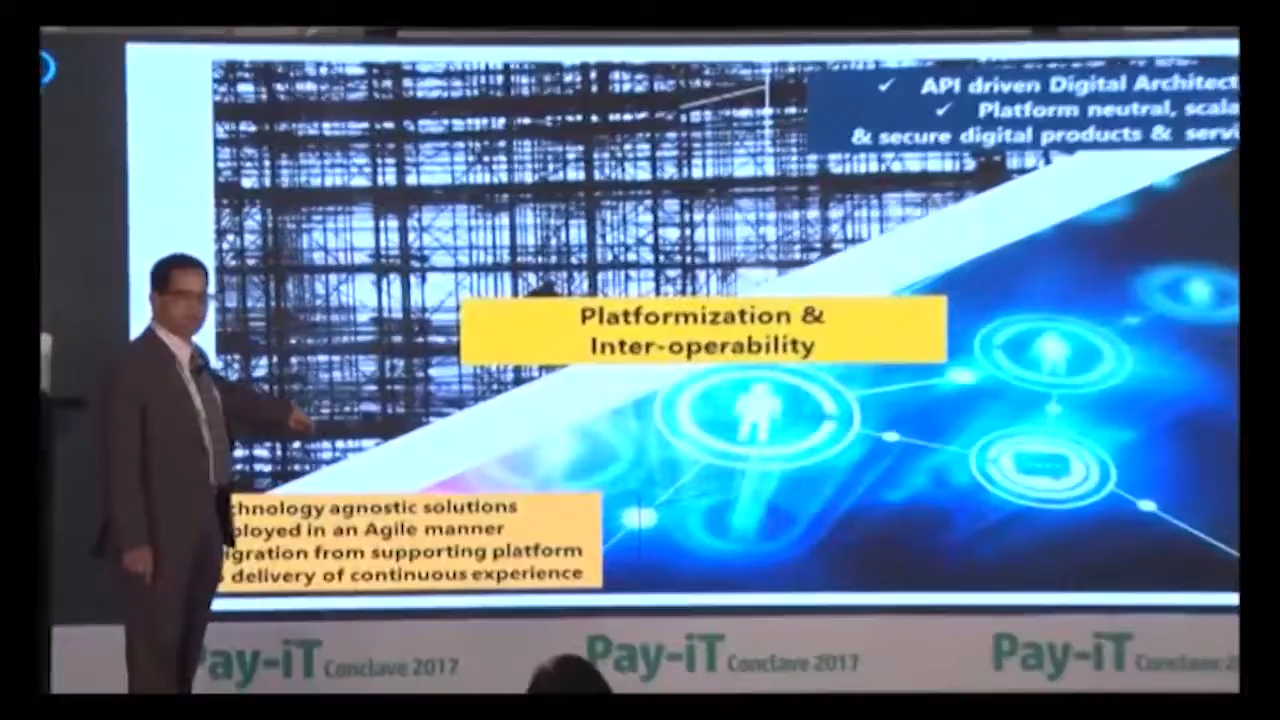 API driven Digital Architect
Platform neutral, scala
& secure digital products & servi
Platformization &
Inter-operability
chnology agnostic solutions
ployed in an Agile manner
igration from supporting platform
delivery of continuous experience
Pay-iT Conclave 2017
Pay-iT Conclave 2017
Pay-iT Conclave 2